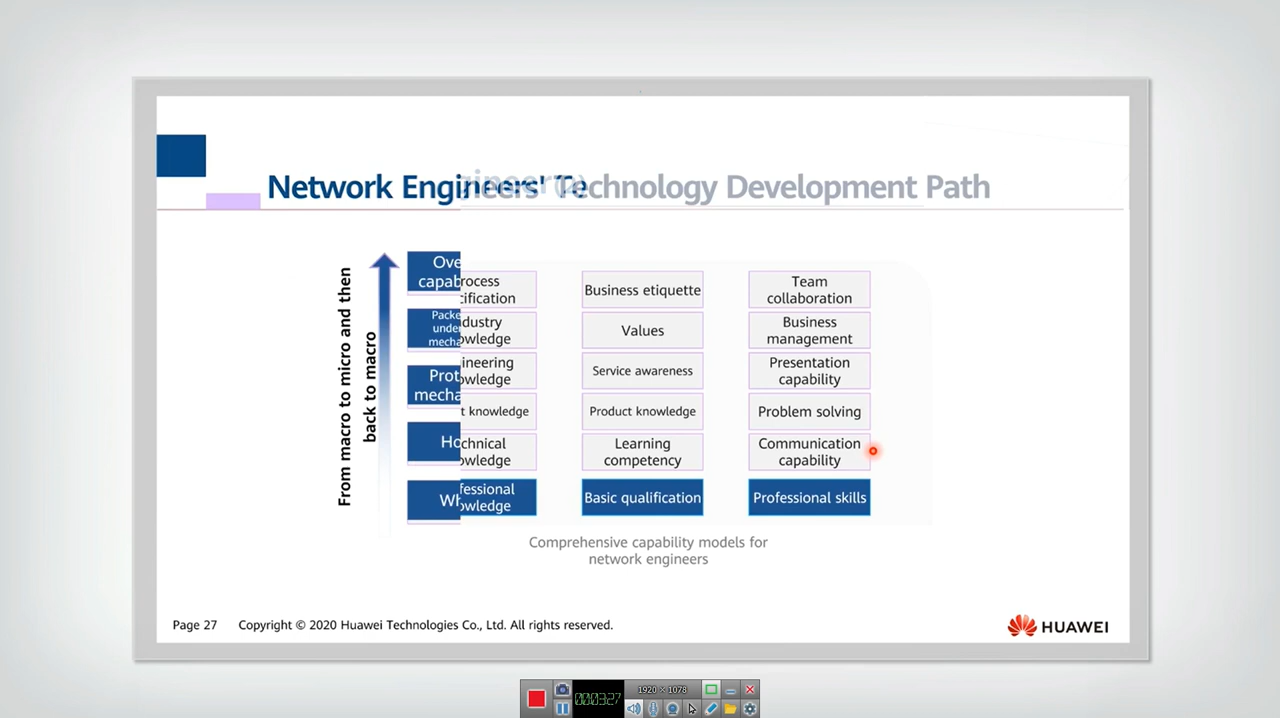 Network Engineers' Technology Development Path
From macro to micro and then
back to macro
Business etiquette
Team
collaboration
Values
Business
management
Service awareness
Presentation
capability
knowledge
Product knowledge
Problem solving
Learning
competency
Communication
capability
Basic qualification
Professional skills
Comprehensive capability models for
network engineers
Page 27 Copyright © 2020 Huawei Technologies Co., Ltd. All rights reserved.
HUAWEI
1920 × 1078